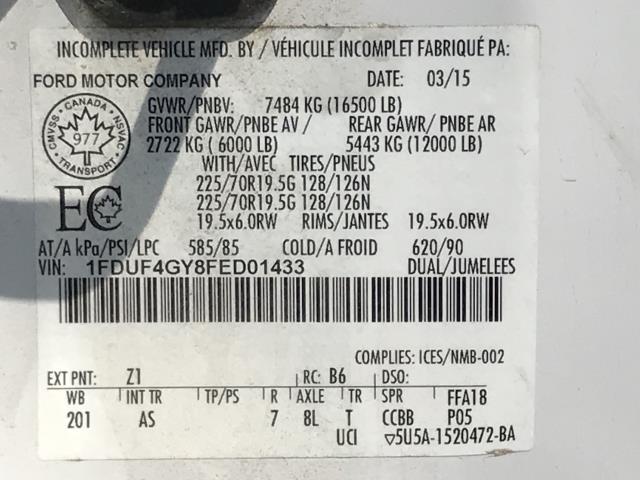 INCOMPLETE VEHICLE MFD. BY / VÉHICULE INCOMPLET FABRIQUÉ PA:
FORD MOTOR COMPANY DATE: 03/15
GVWR/PNBV: 7484 KG (16500 LB)
FRONT GAWR/PNBE AV / REAR GAWR/ PNBE AR
2722 KG ( 6000 LB) 5443 KG (12000 LB)
CMVSS · CANADA · NSVAC
977
TRANSPORT
WITH/AVEC TIRES/PNEUS
225/70R19.5G 128/126N
225/70R19.5G 128/126N
EC
19.5x6.0RW RIMS/JANTES 19.5x6.0RW
AT/A kPa/PSI/LPC 585/85 COLD/A FROID 620/90
VIN: 1FDUF4GY8FED01433 DUAL/JUMELEES
COMPLIES: ICES/NMB-002
EXT PNT: Z1 RC: B6 DSO:
WB INT TR TP/PS R AXLE TR SPR FFA18
201 AS 7 8L T CCBB P05
UCI ▽5U5A-1520472-BA